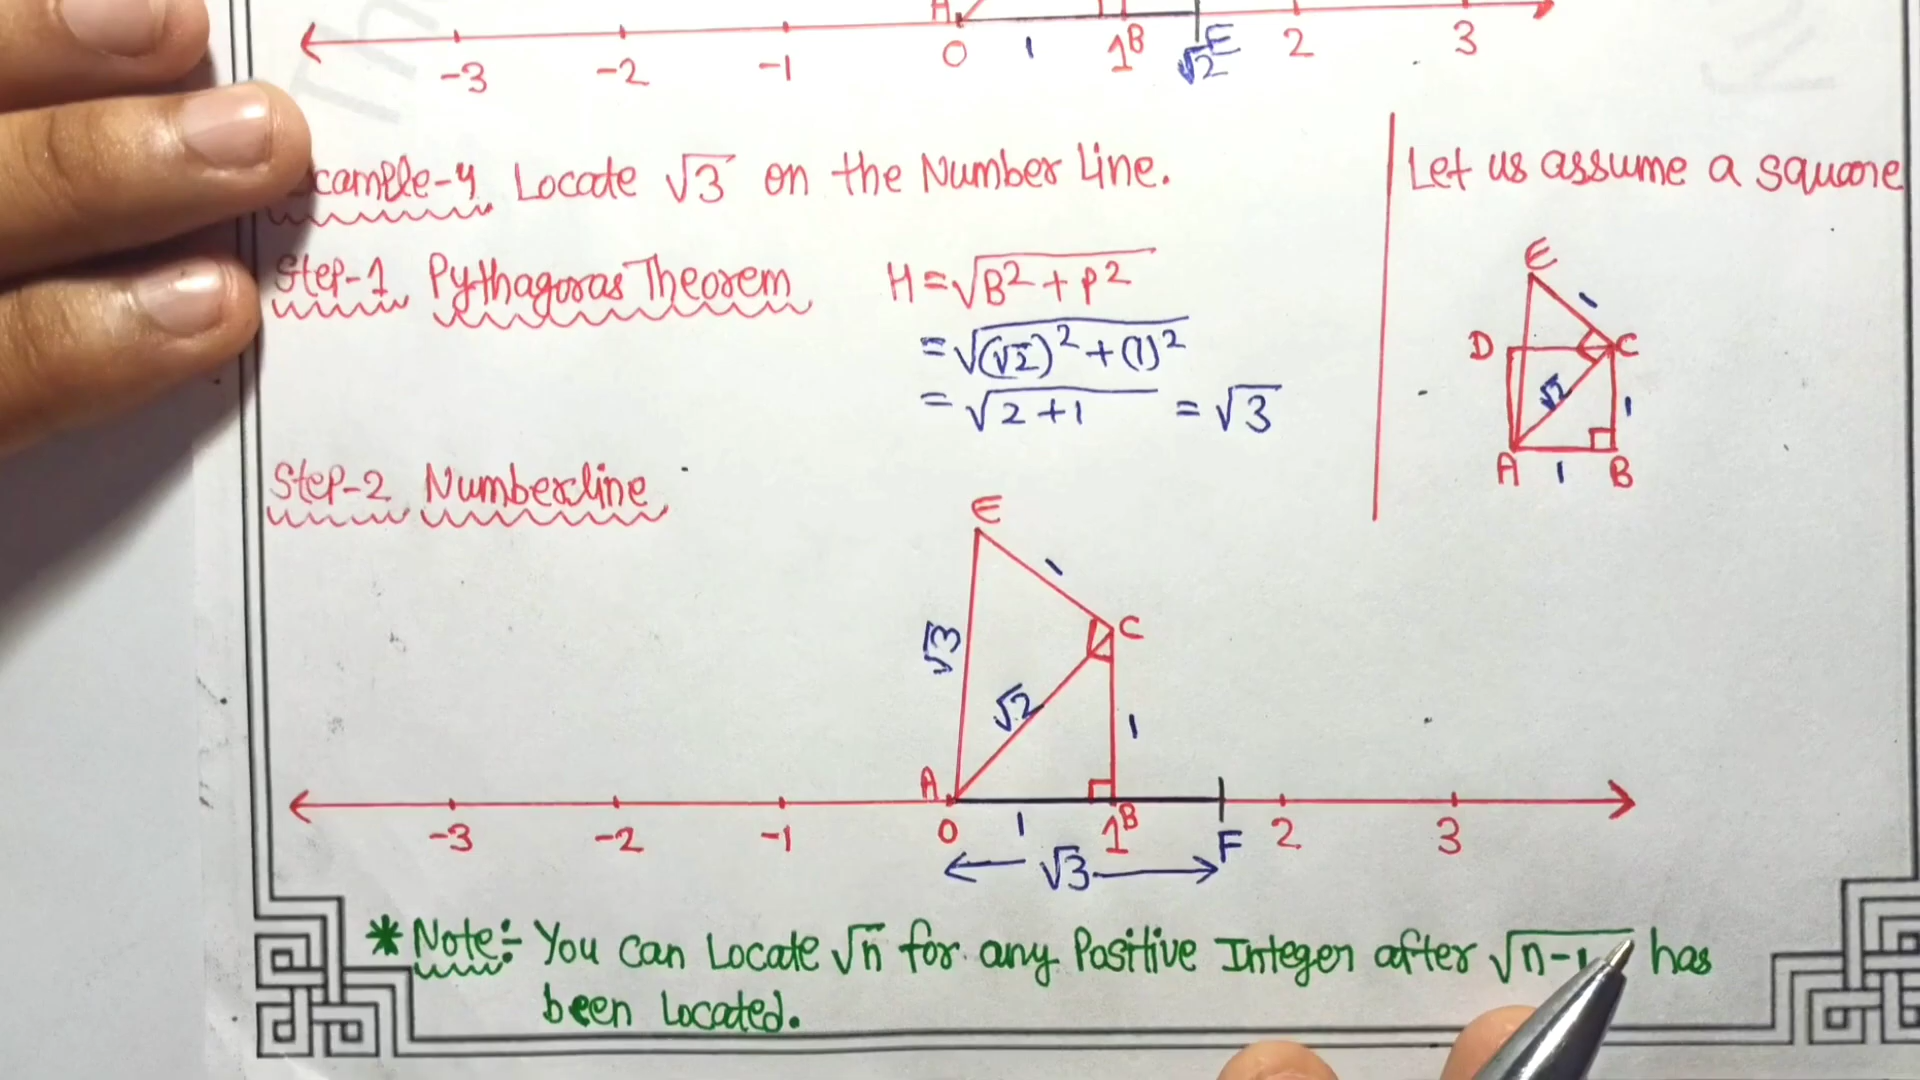 A
-3 -2 -1 0 1 1 B √2 E 2 3
Example-4 Locate √3 on the Number Line.
Step-1 Pythagoras Theorem H = √B² + P²
= √(√2)² + (1)²
= √2 + 1 = √3
Let us assume a square
E
1
D C
√2 1
A 1 B
Step-2 Numberline
E
1
√3 C
√2 1
A
-3 -2 -1 0 1 1 B F 2 3
√3
*Note:- You can Locate √n for any Positive Integer after √n-1 has
been Located.